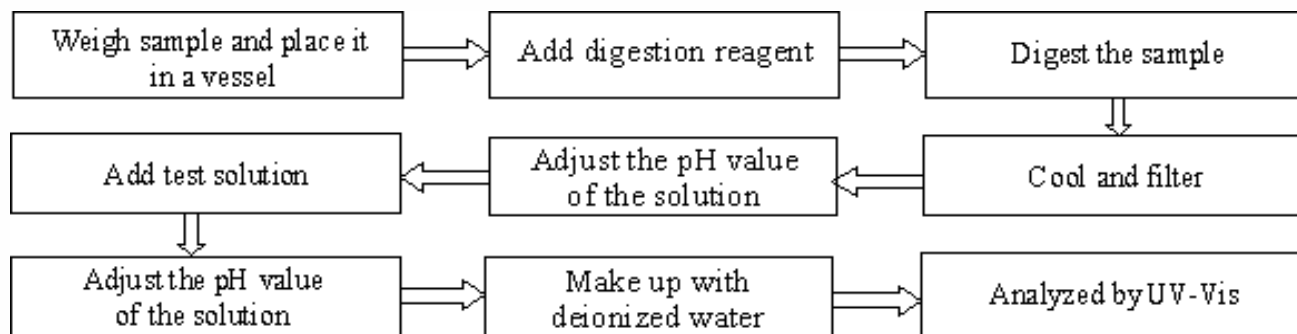 Weigh sample and place it
in a vessel
Add digestion reagent
Digest the sample
Cool and filter
Adjust the pH value
of the solution
Add test solution
Adjust the pH value
of the solution
Make up with
deionized water
Analyzed by UV-Vis